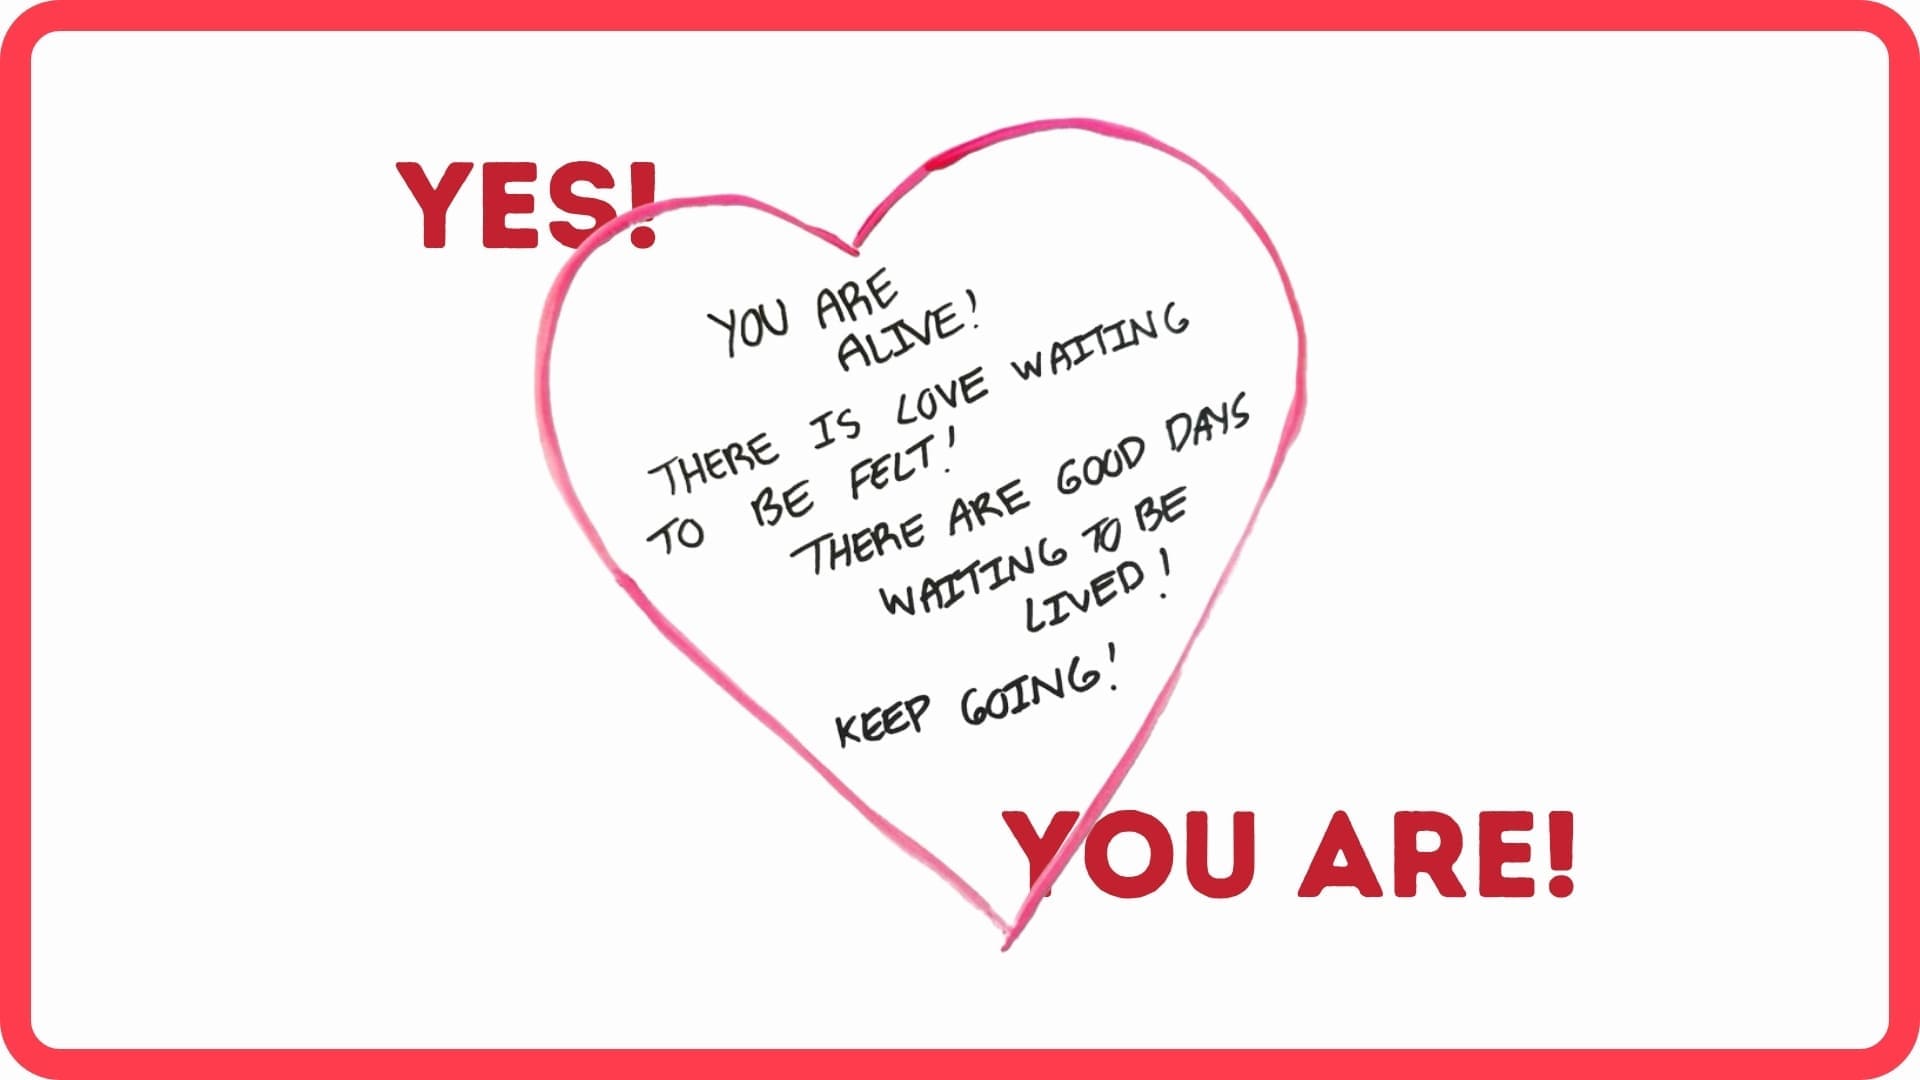 YES!
YOU ARE
ALIVE!
THERE IS LOVE WAITING
TO BE FELT!
THERE ARE GOOD DAYS
WAITING TO BE
LIVED!
KEEP GOING!
YOU ARE!